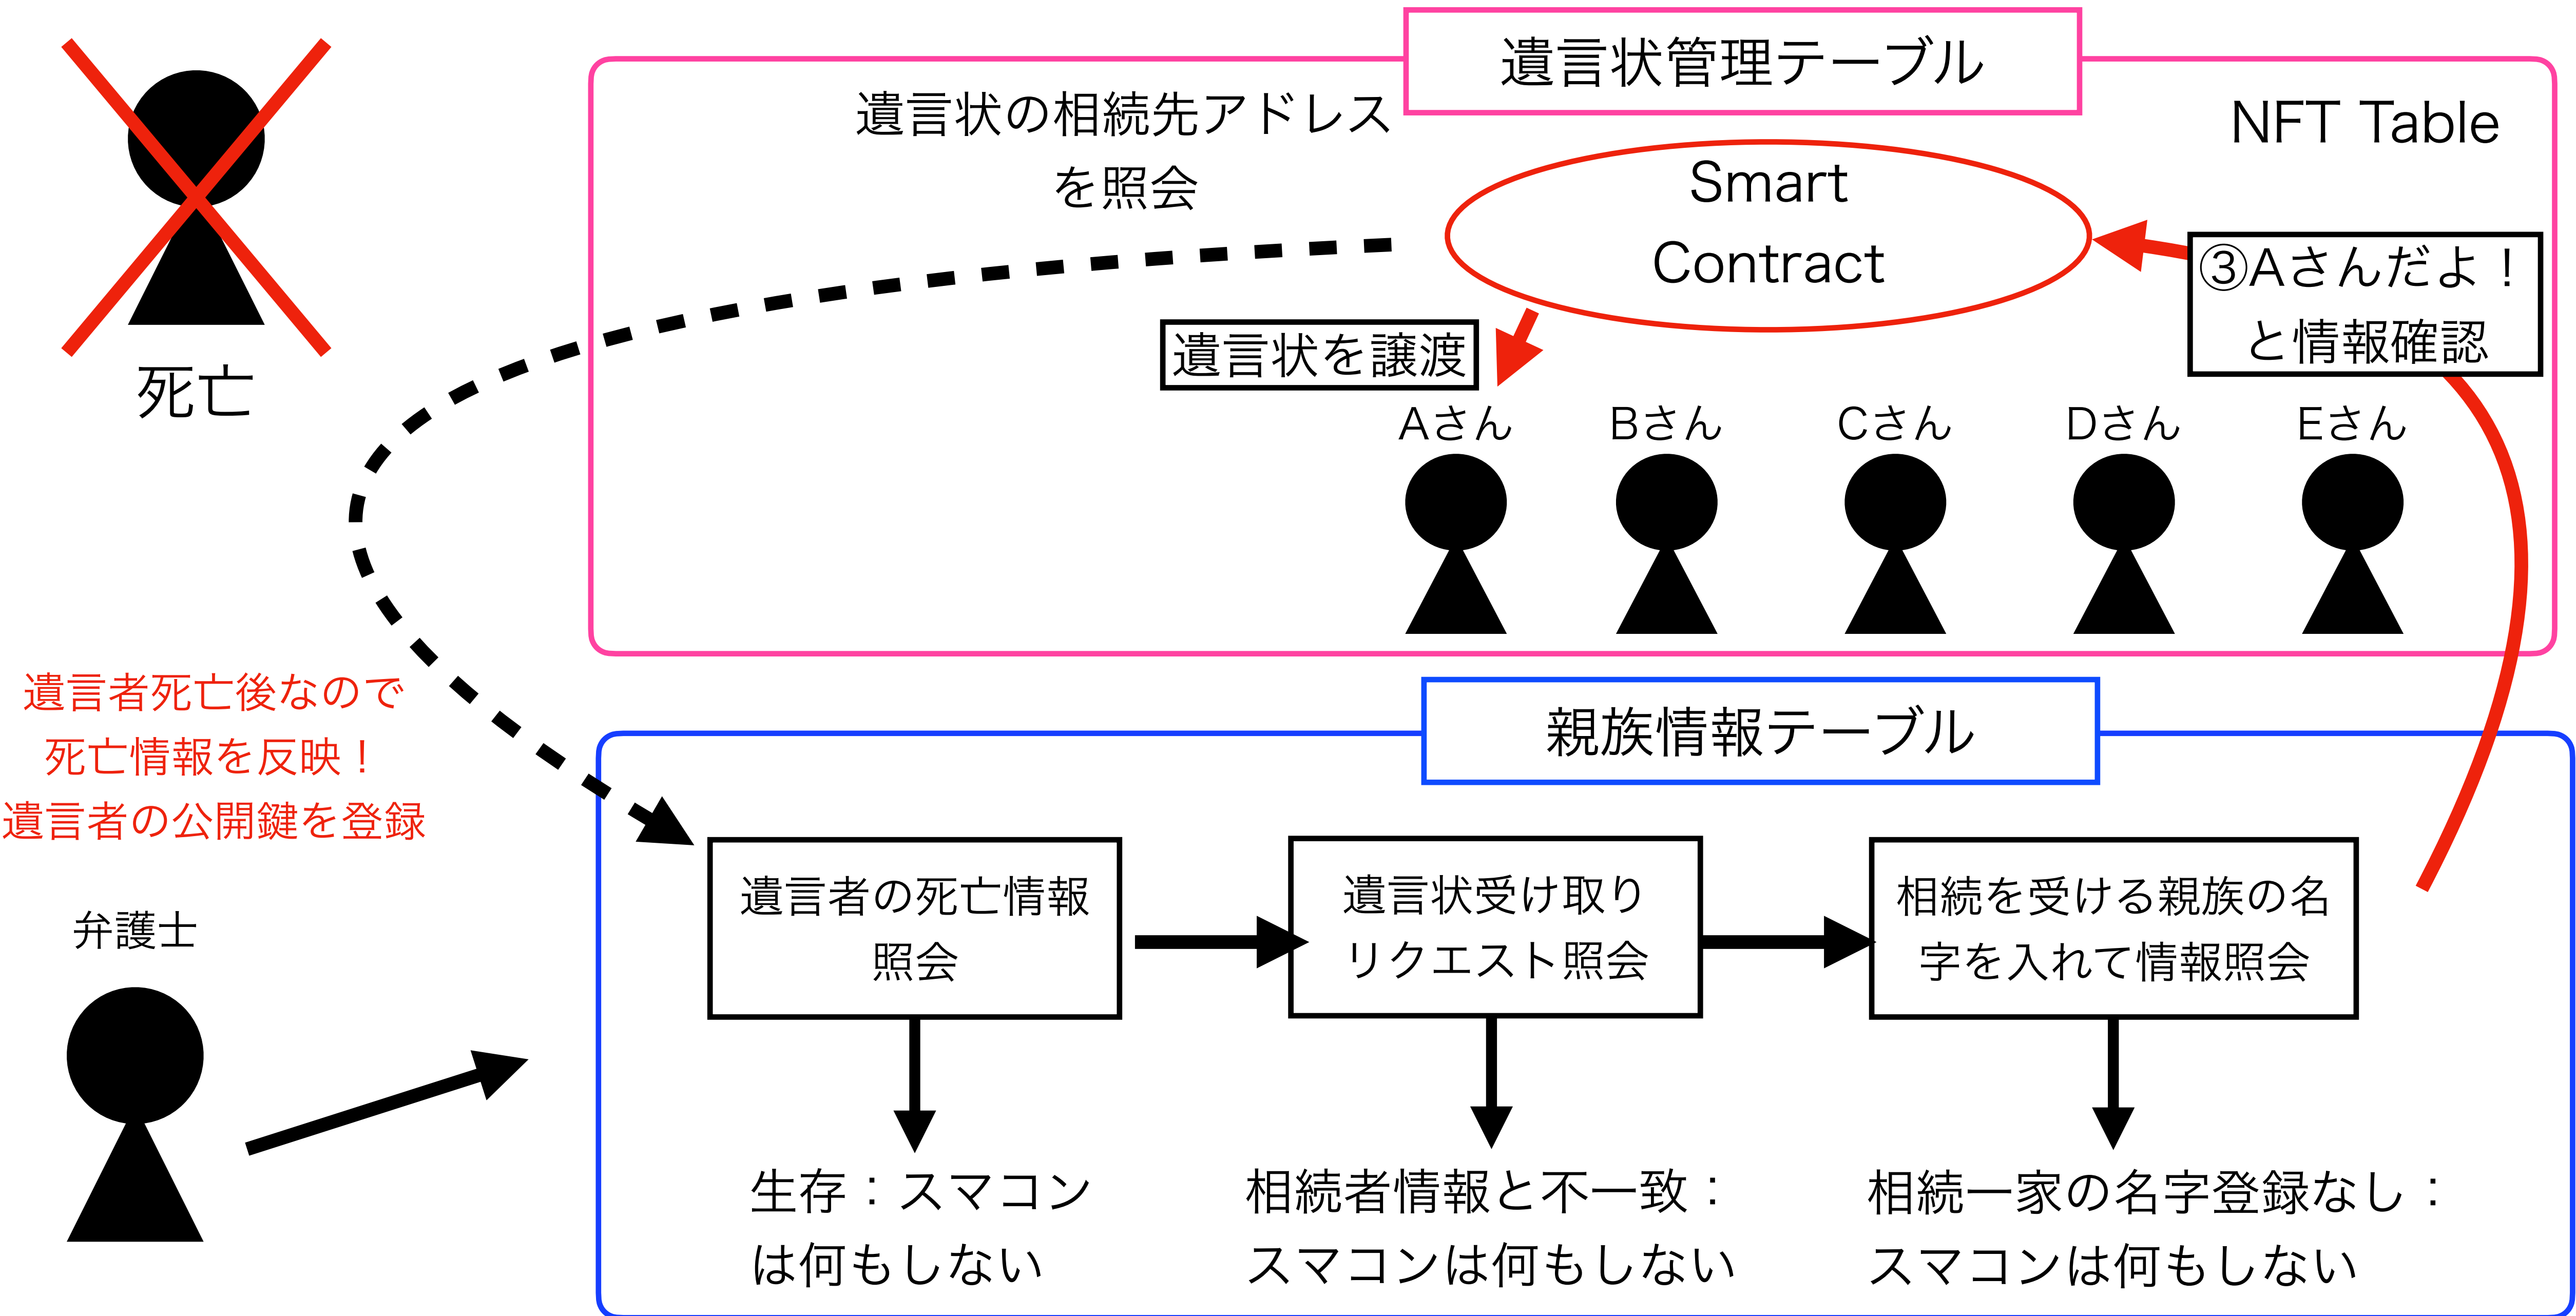 遺言状管理テーブル
遺言状の相続先アドレス
を照会
NFT Table
Smart
Contract
③Aさんだよ！
と情報確認
遺言状を譲渡
死亡
Aさん
Bさん
Cさん
Dさん
Eさん
遺言者死亡後なので
死亡情報を反映！
遺言者の公開鍵を登録
親族情報テーブル
弁護士
遺言者の死亡情報
照会
遺言状受け取り
リクエスト照会
相続を受ける親族の名
字を入れて情報照会
生存：スマコン
は何もしない
相続者情報と不一致：
スマコンは何もしない
相続一家の名字登録なし：
スマコンは何もしない